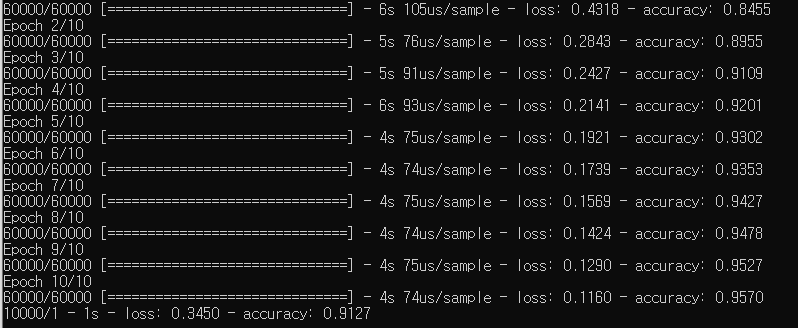 60000/60000 [==============================] - 6s 105us/sample - loss: 0.4318 - accuracy: 0.8455
Epoch 2/10
60000/60000 [==============================] - 5s 76us/sample - loss: 0.2843 - accuracy: 0.8955
Epoch 3/10
60000/60000 [==============================] - 5s 91us/sample - loss: 0.2427 - accuracy: 0.9109
Epoch 4/10
60000/60000 [==============================] - 6s 93us/sample - loss: 0.2141 - accuracy: 0.9201
Epoch 5/10
60000/60000 [==============================] - 4s 75us/sample - loss: 0.1921 - accuracy: 0.9302
Epoch 6/10
60000/60000 [==============================] - 4s 74us/sample - loss: 0.1739 - accuracy: 0.9353
Epoch 7/10
60000/60000 [==============================] - 4s 75us/sample - loss: 0.1569 - accuracy: 0.9427
Epoch 8/10
60000/60000 [==============================] - 4s 74us/sample - loss: 0.1424 - accuracy: 0.9478
Epoch 9/10
60000/60000 [==============================] - 4s 75us/sample - loss: 0.1290 - accuracy: 0.9527
Epoch 10/10
60000/60000 [==============================] - 4s 74us/sample - loss: 0.1160 - accuracy: 0.9570
10000/1 - 1s - loss: 0.3450 - accuracy: 0.9127